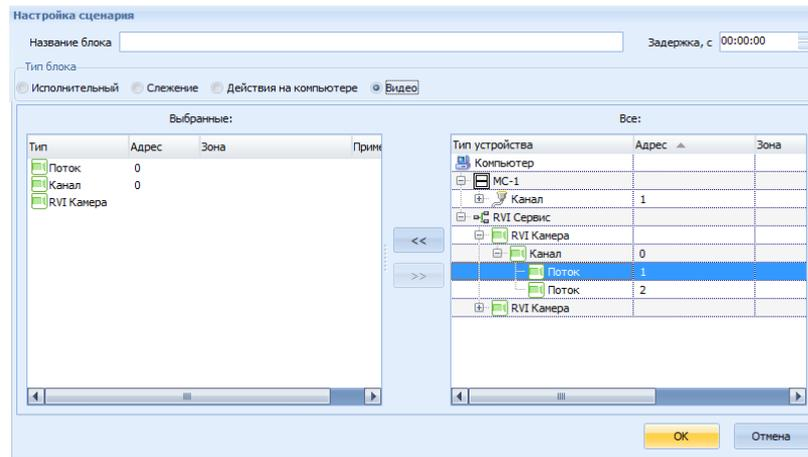 Настройка сценария
Название блока Задержка, с 00:00:00
Тип блока
Исполнительный Слежение Действия на компьютере Видео
Выбранные: Все:
Тип Адрес Зона Приме Тип устройства Адрес Зона
Поток 0 Компьютер
Канал 0 МС-1
RVI Камера Канал 1
RVI Сервис
<< RVI Камера
Канал 0
>> Поток 1
Поток 2
RVI Камера
OK Отмена